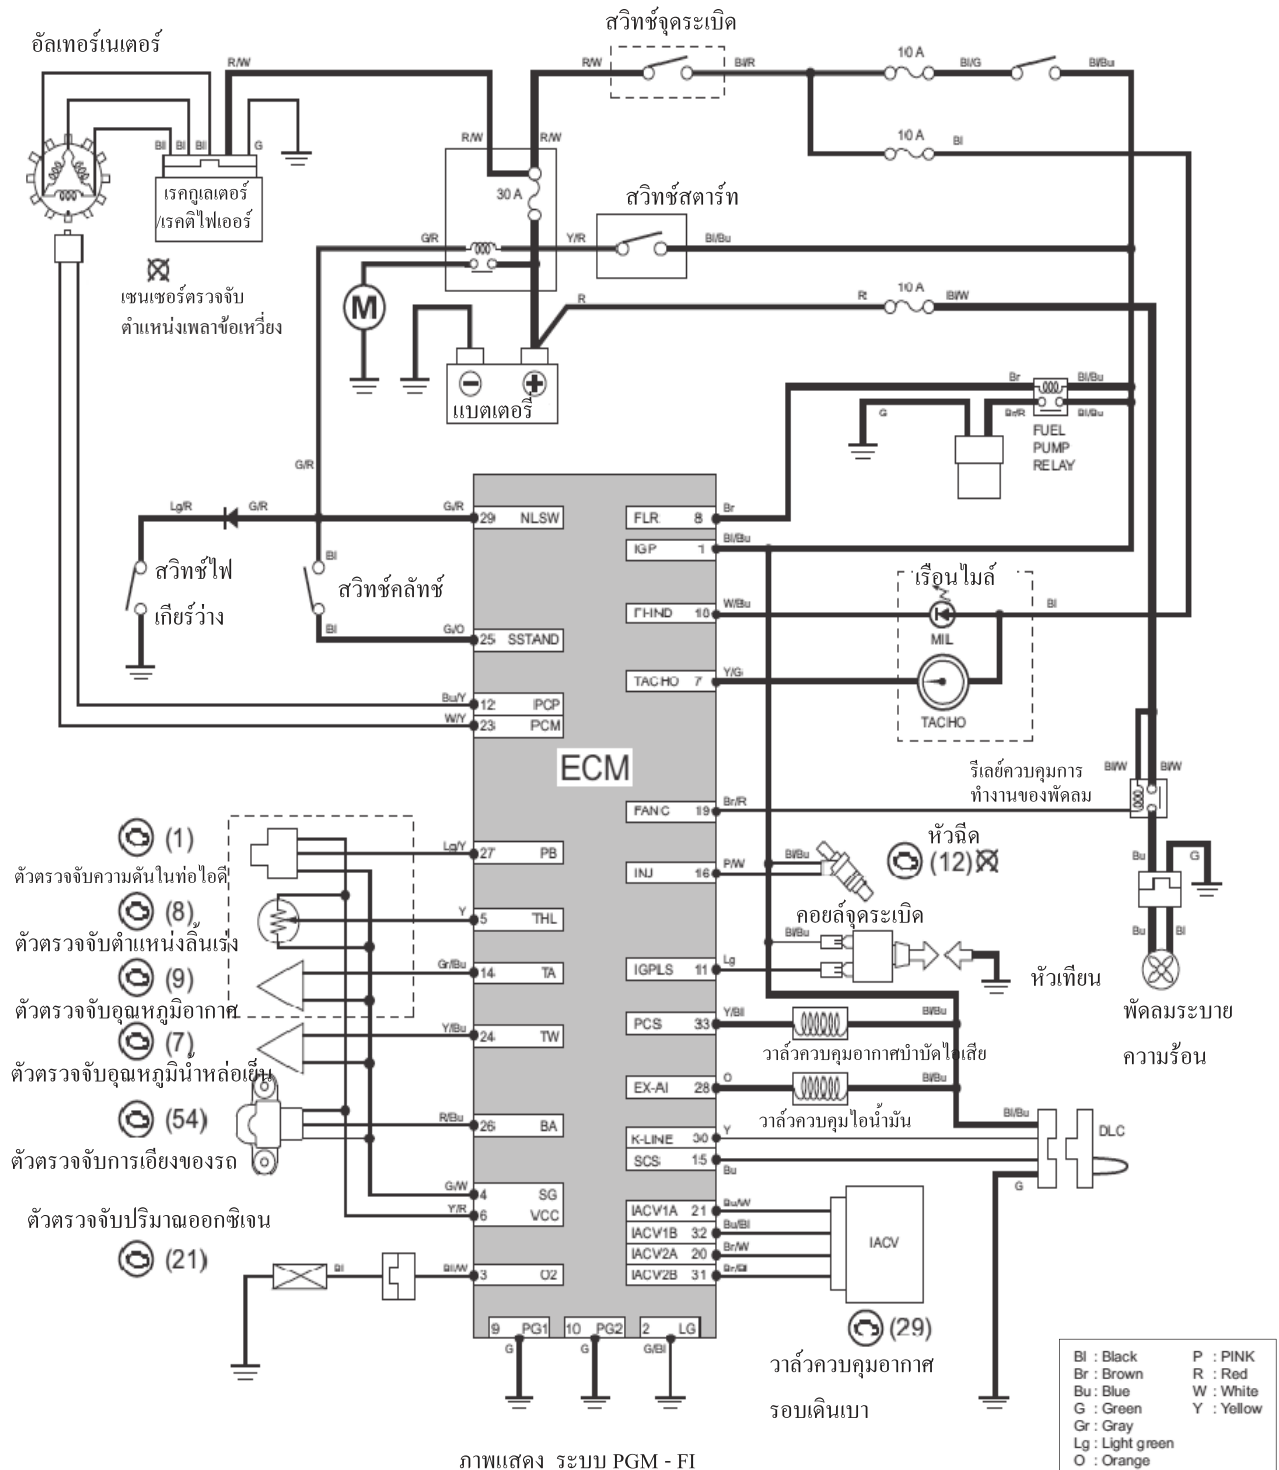 สวิทช์จุดระเบิด
อัลเทอร์เนเตอร์
R/W
R/W
Bl/R
10 A
Bl/G
Bl/Bu
R/W
R/W
10 A
Bl
Bl
Bl
Bl
G
30 A
เรคกูเลเตอร์
/เรคติไฟเออร์
สวิทช์สตาร์ท
G/R
Y/R
Bl/Bu
เซนเซอร์ตรวจจับ
ตำแหน่งเพลาข้อเหวี่ยง
M
R
R
10 A
Bl/W
แบตเตอรี่
Br
Bl/Bu
G
Br/R
Bl/Bu
FUEL
PUMP
RELAY
G/R
Lg/R
G/R
G/R
29 NLSW
FLR 8
Br
IGP 1
Bl/Bu
สวิทช์ไฟ
เกียร์ว่าง
Bl
สวิทช์คลัทช์
Bl
G/O
25 SSTAND
FI-IND 10
W/Bu
เรือนไมล์
MIL
Bl
TACHO 7
Y/G
TACHO
Bu/Y
12 PCP
W/Y
23 PCM
ECM
รีเลย์ควบคุมการ
ทำงานของพัดลม
Bl/W
Bl/W
FANC 19
Br/R
(1)
ตัวตรวจจับความดันในท่อไอดี
Lg/Y
27 PB
INJ 16
P/W
Bl/Bu
หัวฉีด
(12)
Bu
G
(8)
ตัวตรวจจับตำแหน่งลิ้นเร่ง
Y
5 THL
คอยล์จุดระเบิด
Bl/Bu
Bu
Bl
(9)
ตัวตรวจจับอุณหภูมิอากาศ
Gr/Bu
14 TA
IGPLS 11
Lg
หัวเทียน
พัดลมระบาย
ความร้อน
(7)
ตัวตรวจจับอุณหภูมิน้ำหล่อเย็น
Y/Bu
24 TW
PCS 33
Y/Bl
Bl/Bu
วาล์วควบคุมอากาศบำบัดไอเสีย
EX-AI 28
O
Bl/Bu
วาล์วควบคุมไอน้ำมัน
(54)
ตัวตรวจจับการเอียงของรถ
R/Bu
26 BA
K-LINE 30
Y
SCS 15
Bu
Bl/Bu
DLC
G
G/W
4 SG
Y/R
6 VCC
ตัวตรวจจับปริมาณออกซิเจน
(21)
Bl
Bl/W
3 O2
IACV1A 21
Bu/W
IACV1B 32
Bu/Bl
IACV2A 20
Br/W
IACV2B 31
Br/Bl
IACV
(29)
วาล์วควบคุมอากาศ
รอบเดินเบา
9 PG1
10 PG2
2 LG
G
G
G/Bl
Bl : Black
Br : Brown
Bu : Blue
G : Green
Gr : Gray
Lg : Light green
O : Orange
P : PINK
R : Red
W : White
Y : Yellow
ภาพแสดง ระบบ PGM - FI